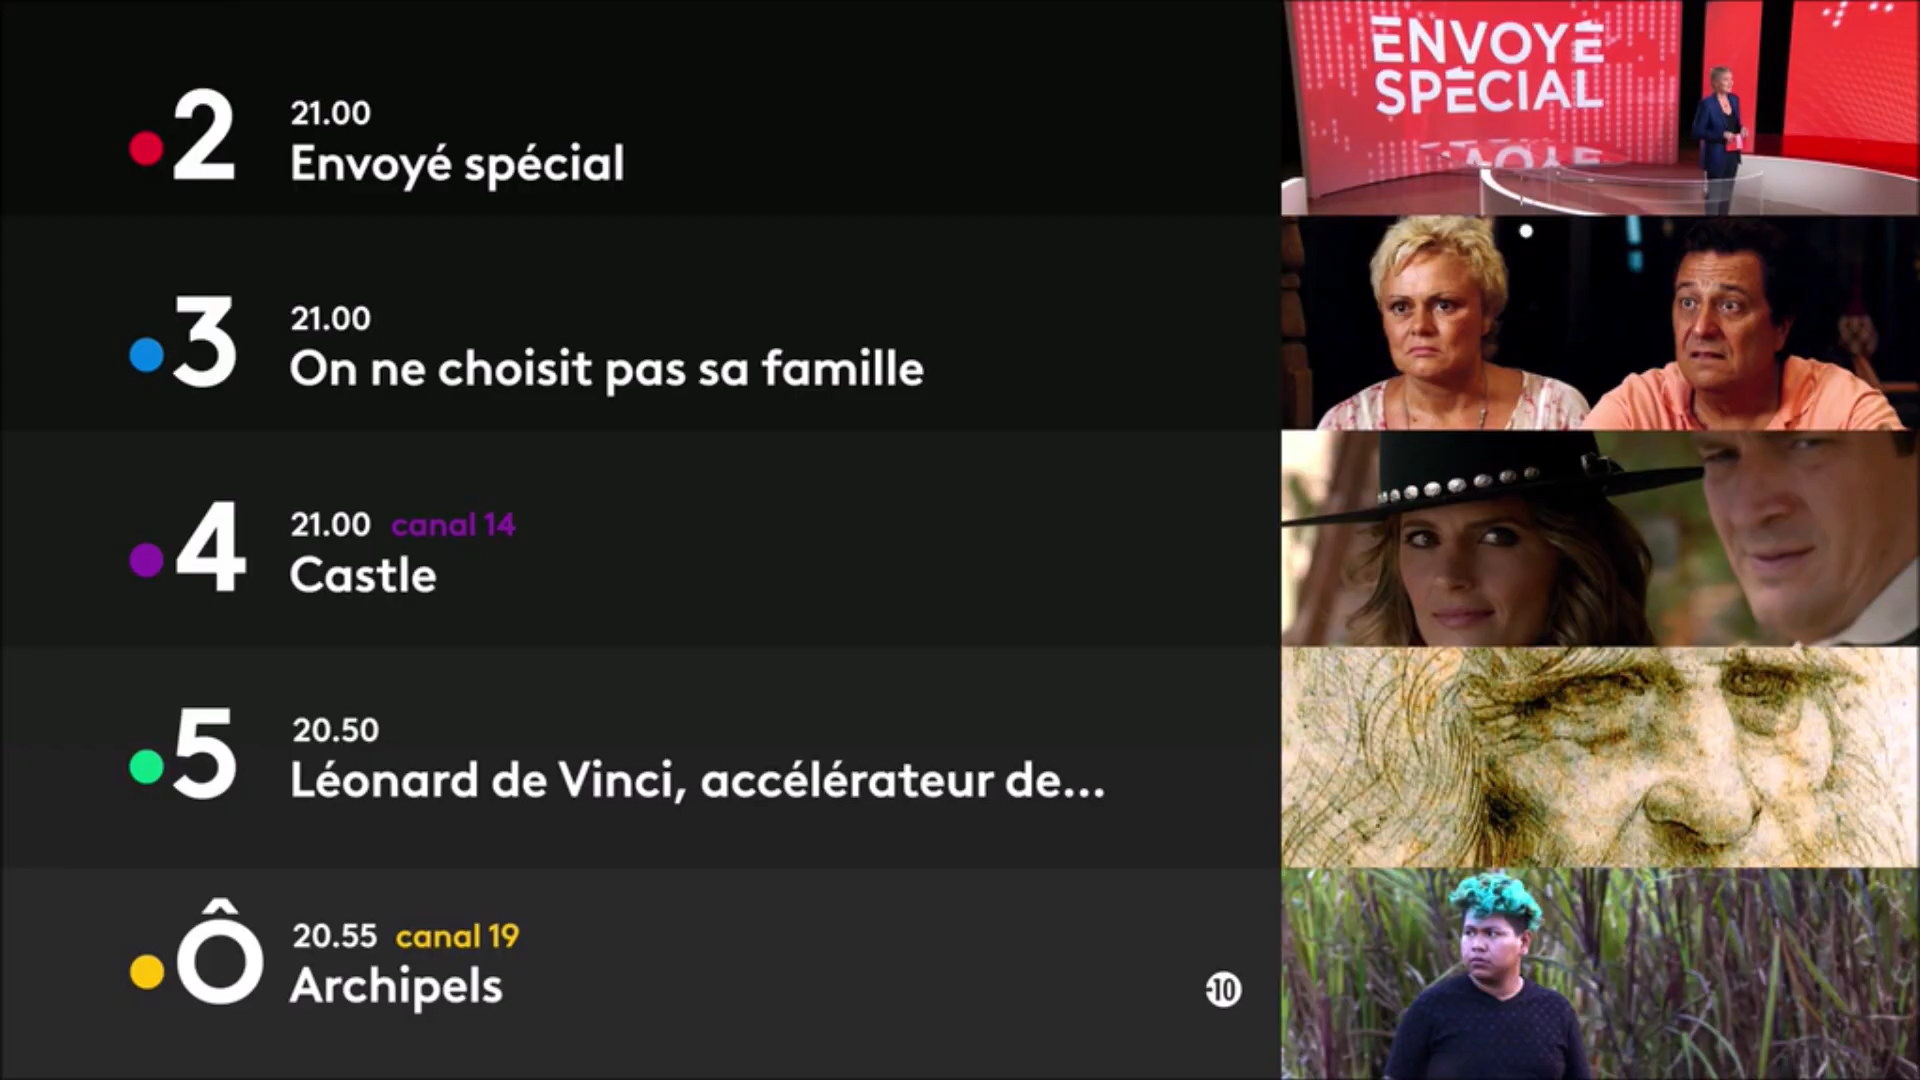 2
21.00
Envoyé spécial
ENVOYÉ
SPÉCIAL
3
21.00
On ne choisit pas sa famille
4
21.00 canal 14
Castle
5
20.50
Léonard de Vinci, accélérateur de...
Ô
20.55 canal 19
Archipels
-10